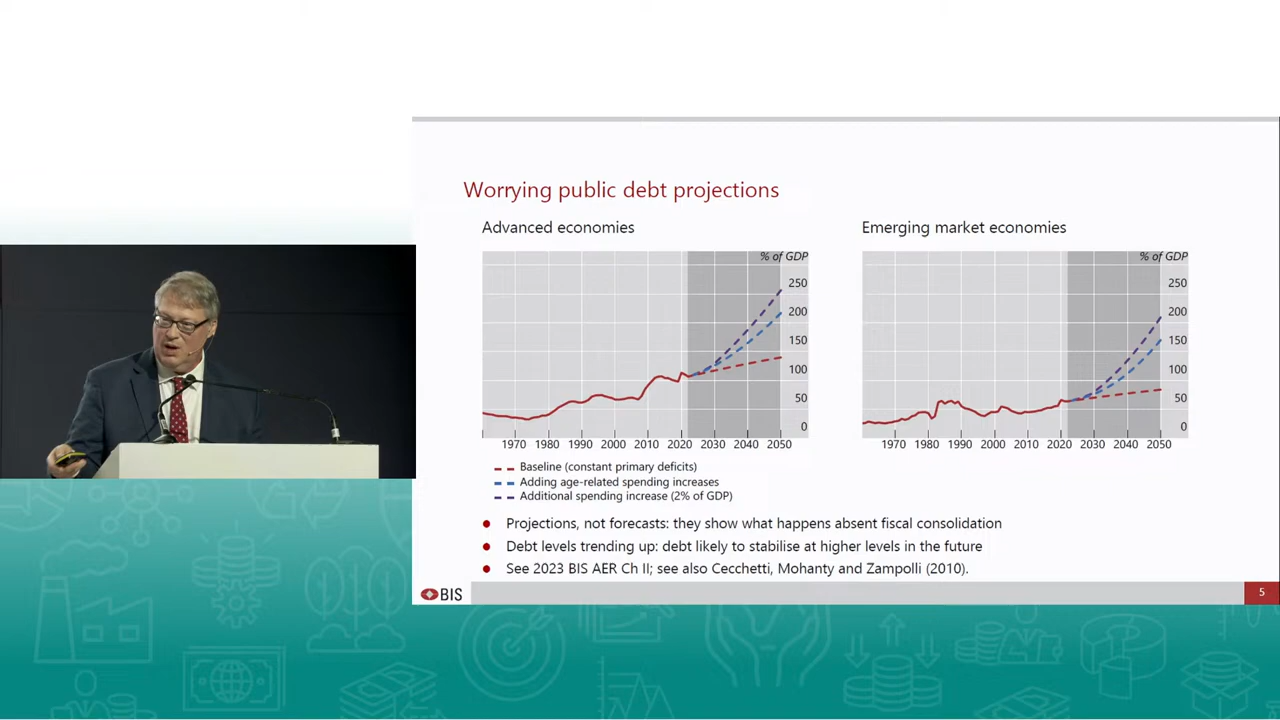 Worrying public debt projections
Advanced economies
% of GDP
250
200
150
100
50
0
1970 1980 1990 2000 2010 2020 2030 2040 2050
Baseline (constant primary deficits)
Adding age-related spending increases
Additional spending increase (2% of GDP)
Emerging market economies
% of GDP
250
200
150
100
50
0
1970 1980 1990 2000 2010 2020 2030 2040 2050
Projections, not forecasts: they show what happens absent fiscal consolidation
Debt levels trending up: debt likely to stabilise at higher levels in the future
See 2023 BIS AER Ch II; see also Cecchetti, Mohanty and Zampolli (2010).
BIS
5